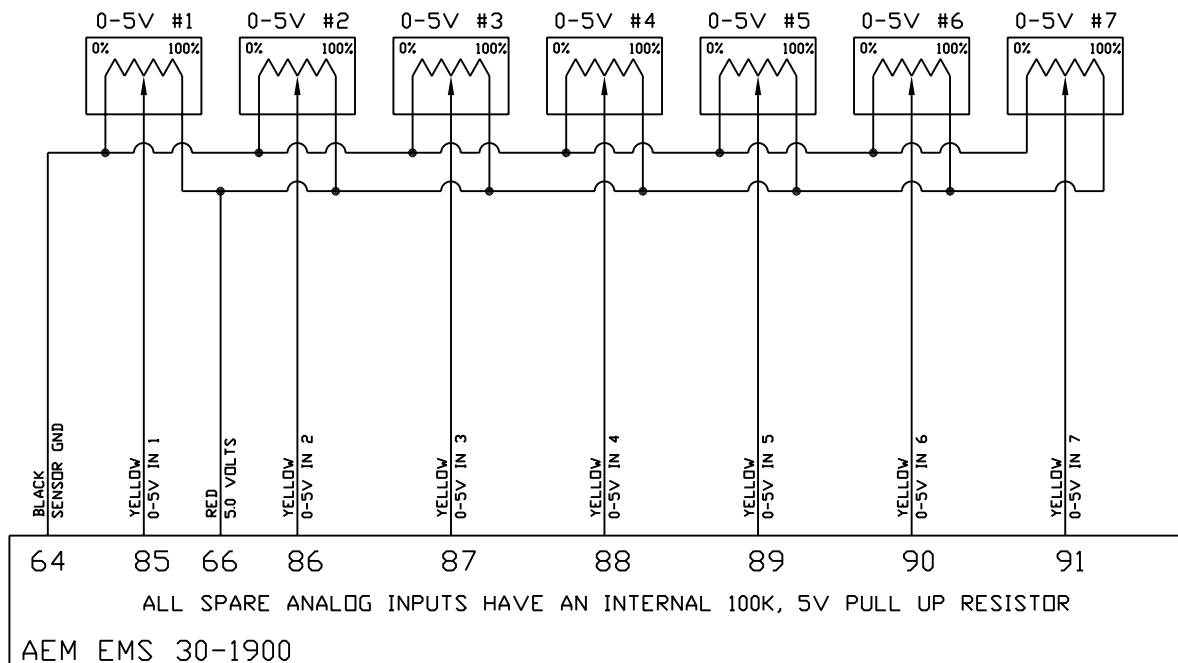 0-5V #1
0-5V #2
0-5V #3
0-5V #4
0-5V #5
0-5V #6
0-5V #7
0% 100%
0% 100%
0% 100%
0% 100%
0% 100%
0% 100%
0% 100%
BLACK
SENSOR GND
YELLOW
0-5V IN 1
RED
5.0 VOLTS
YELLOW
0-5V IN 2
YELLOW
0-5V IN 3
YELLOW
0-5V IN 4
YELLOW
0-5V IN 5
YELLOW
0-5V IN 6
YELLOW
0-5V IN 7
64 85 66 86 87 88 89 90 91
ALL SPARE ANALOG INPUTS HAVE AN INTERNAL 100K, 5V PULL UP RESISTOR
AEM EMS 30-1900